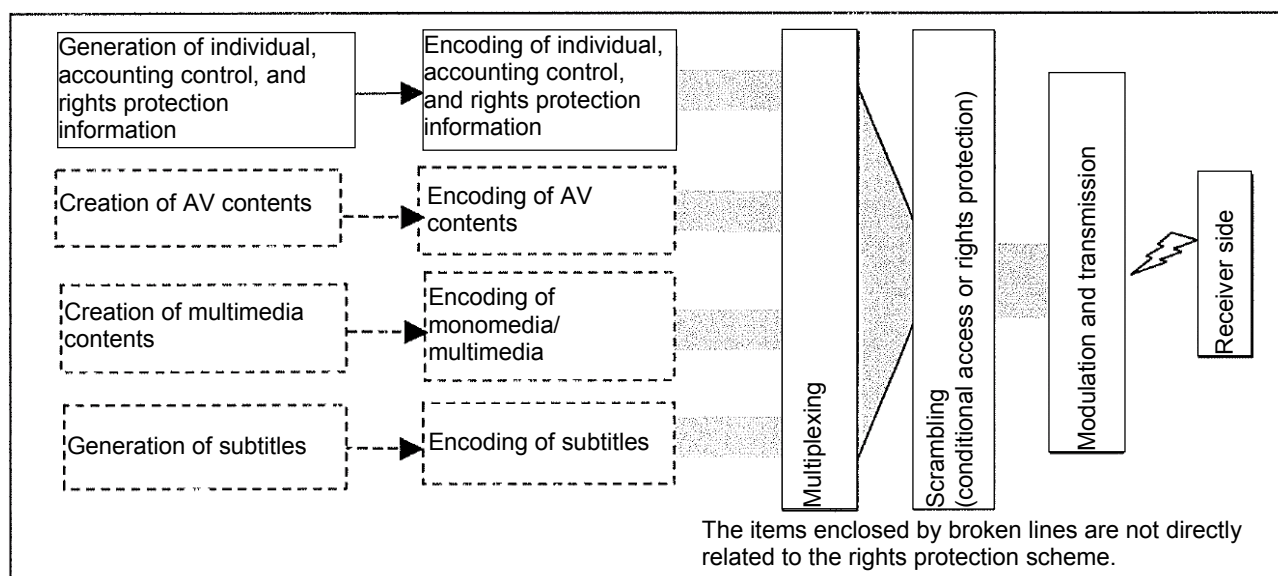 Generation of individual,
accounting control, and
rights protection
information
Encoding of individual,
accounting control,
and rights protection
information
Creation of AV contents
Encoding of AV
contents
Creation of multimedia
contents
Encoding of
monomedia/
multimedia
Generation of subtitles
Encoding of subtitles
Multiplexing
Scrambling
(conditional access or rights protection)
Modulation and transmission
Receiver side
The items enclosed by broken lines are not directly
related to the rights protection scheme.